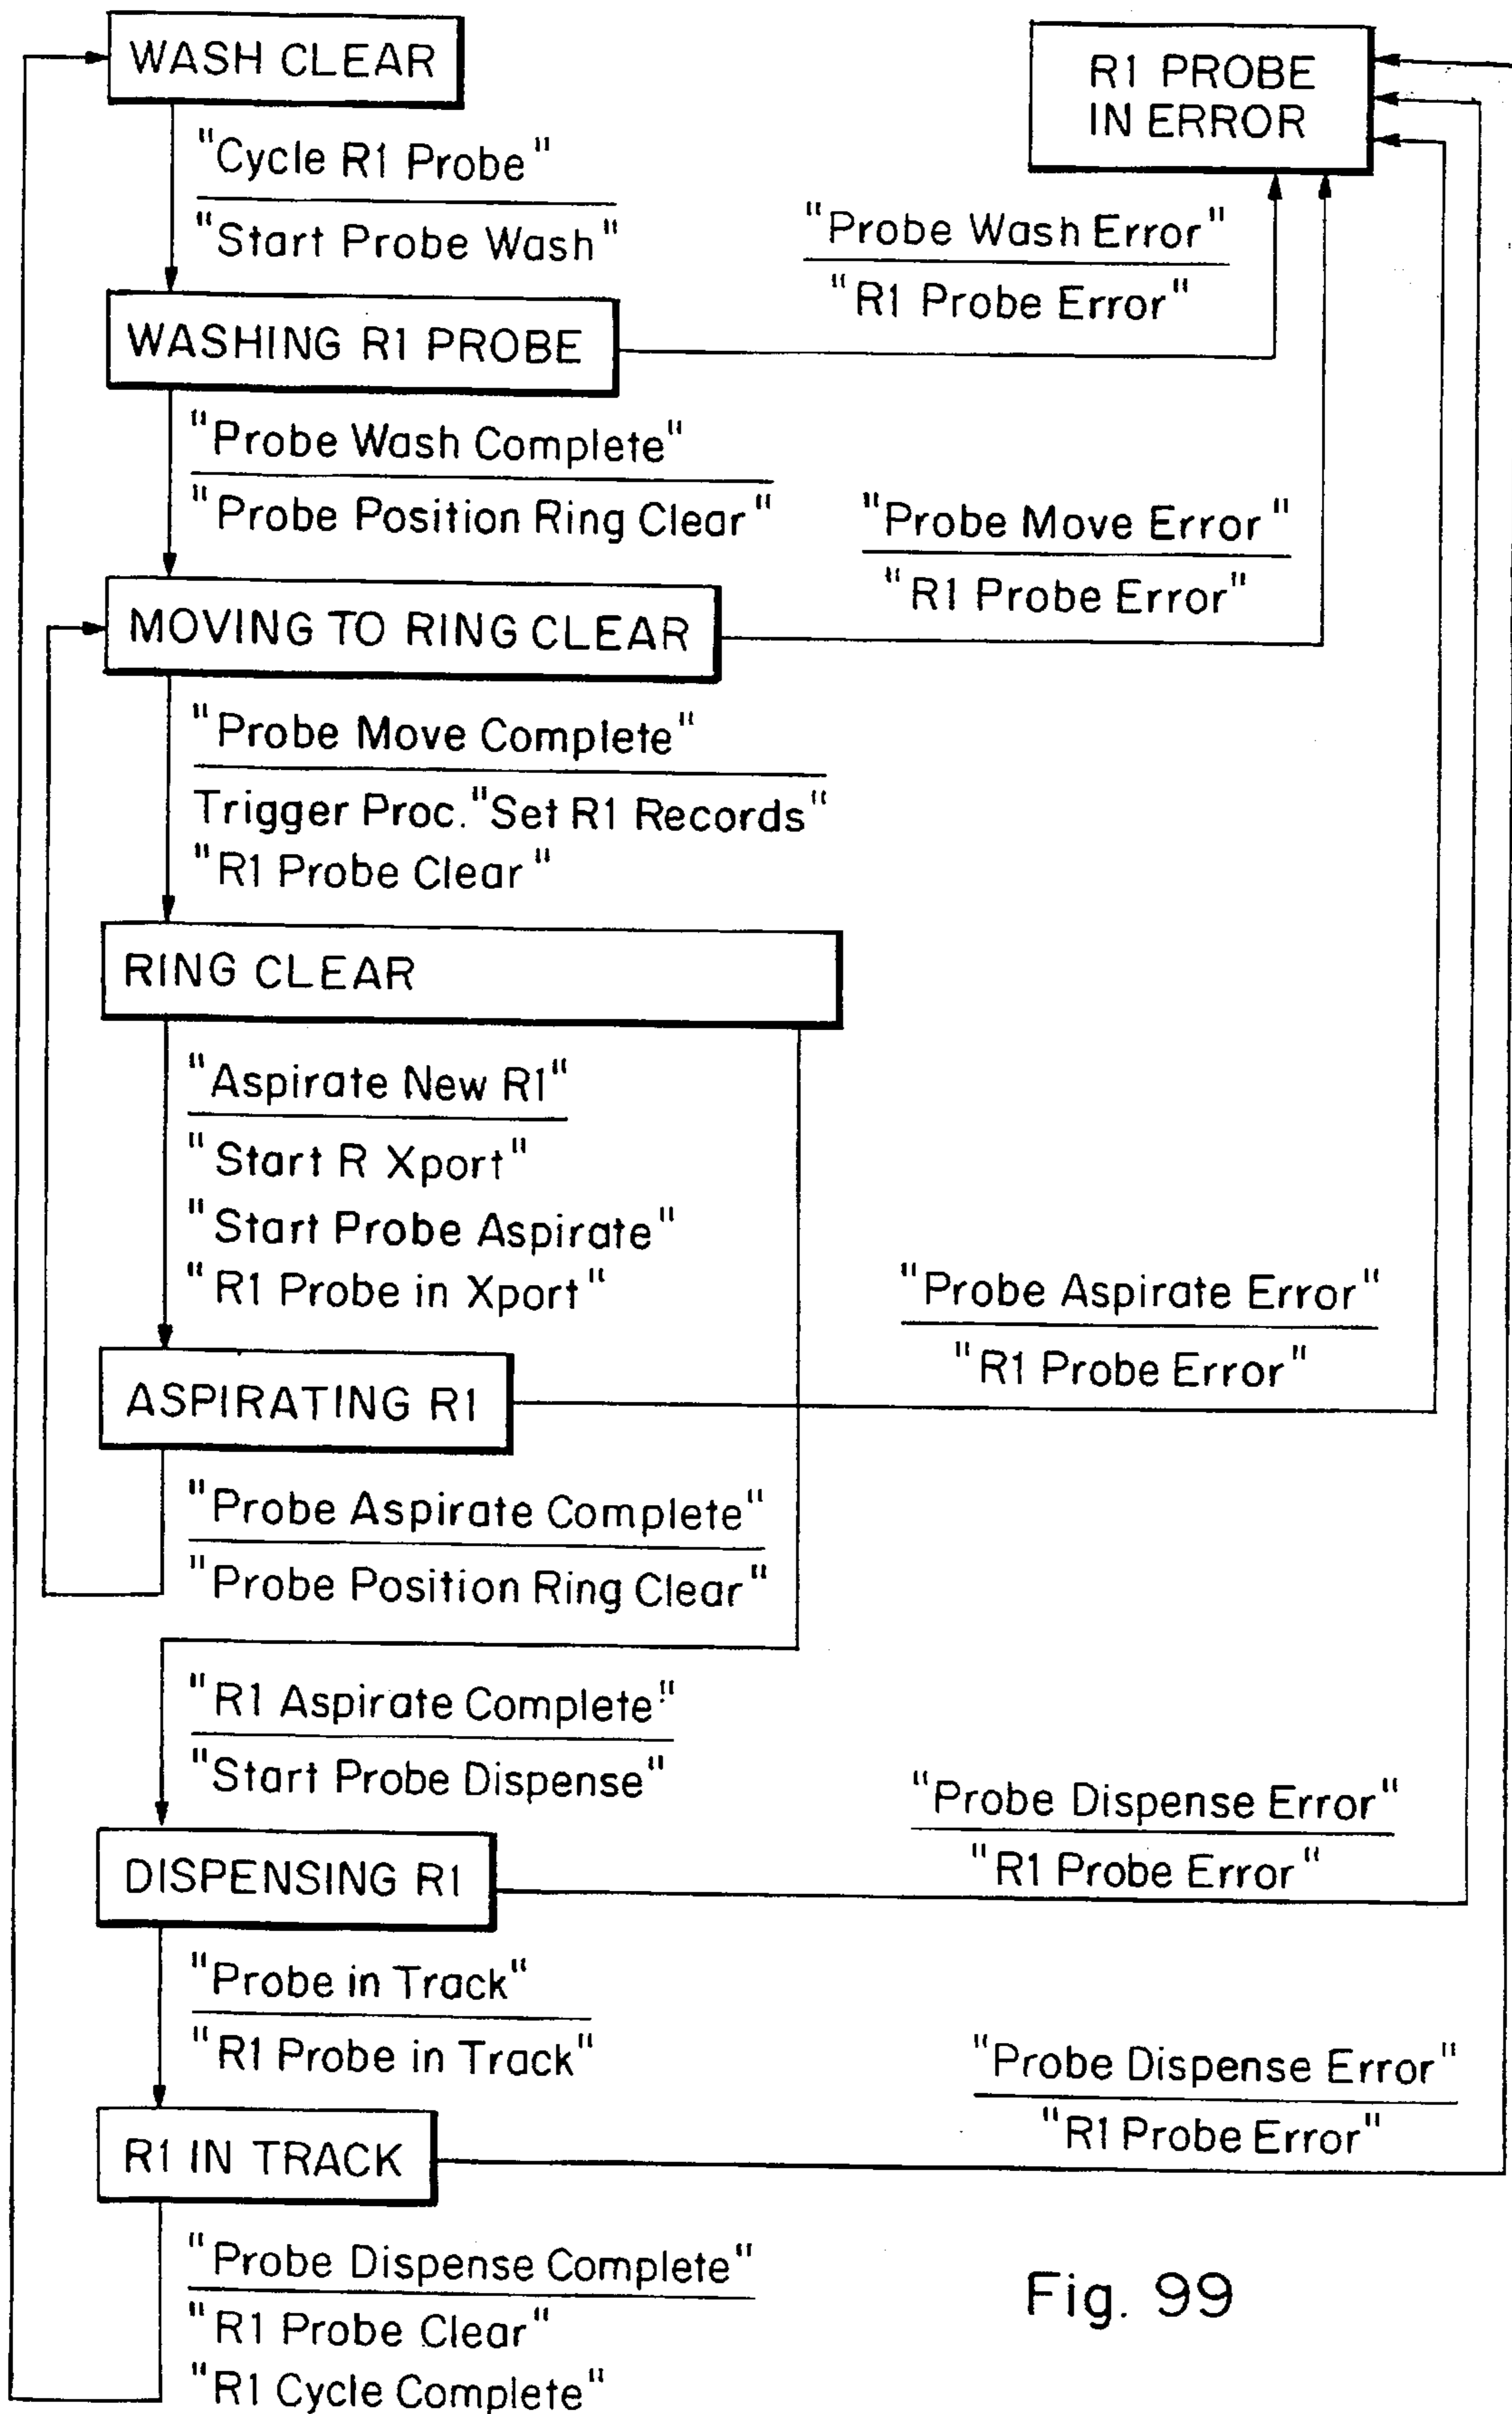 WASH CLEAR
R1 PROBE
IN ERROR
"Cycle R1 Probe"
"Start Probe Wash"
"Probe Wash Error"
"R1 Probe Error"
WASHING R1 PROBE
"Probe Wash Complete"
"Probe Position Ring Clear"
"Probe Move Error"
"R1 Probe Error"
MOVING TO RING CLEAR
"Probe Move Complete"
Trigger Proc. "Set R1 Records"
"R1 Probe Clear"
RING CLEAR
"Aspirate New R1"
"Start R Xport"
"Start Probe Aspirate"
"R1 Probe in Xport"
"Probe Aspirate Error"
"R1 Probe Error"
ASPIRATING R1
"Probe Aspirate Complete"
"Probe Position Ring Clear"
"R1 Aspirate Complete"
"Start Probe Dispense"
"Probe Dispense Error"
"R1 Probe Error"
DISPENSING R1
"Probe in Track"
"R1 Probe in Track"
"Probe Dispense Error"
"R1 Probe Error"
R1 IN TRACK
"Probe Dispense Complete"
"R1 Probe Clear"
"R1 Cycle Complete"
Fig. 99